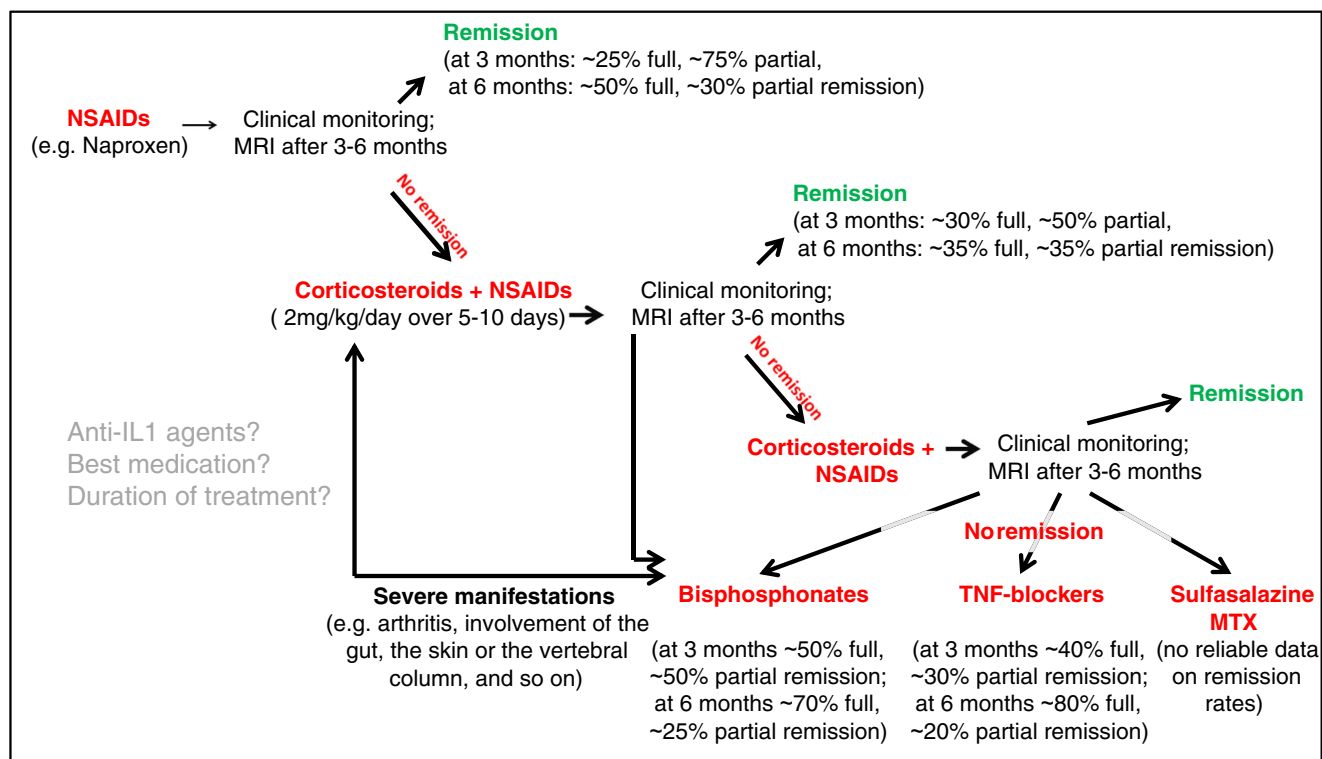 Remission
(at 3 months: ~25% full, ~75% partial,
at 6 months: ~50% full, ~30% partial remission)
NSAIDs
(e.g. Naproxen)
Clinical monitoring;
MRI after 3-6 months
No remission
Remission
(at 3 months: ~30% full, ~50% partial,
at 6 months: ~35% full, ~35% partial remission)
Corticosteroids + NSAIDs
( 2mg/kg/day over 5-10 days)
Clinical monitoring;
MRI after 3-6 months
No remission
Remission
Corticosteroids +
NSAIDs
Clinical monitoring;
MRI after 3-6 months
Anti-IL1 agents?
Best medication?
Duration of treatment?
No remission
Severe manifestations
(e.g. arthritis, involvement of the
gut, the skin or the vertebral
column, and so on)
Bisphosphonates
(at 3 months ~50% full,
~50% partial remission;
at 6 months ~70% full,
~25% partial remission)
TNF-blockers
(at 3 months ~40% full,
~30% partial remission;
at 6 months ~80% full,
~20% partial remission)
Sulfasalazine
MTX
(no reliable data
on remission
rates)